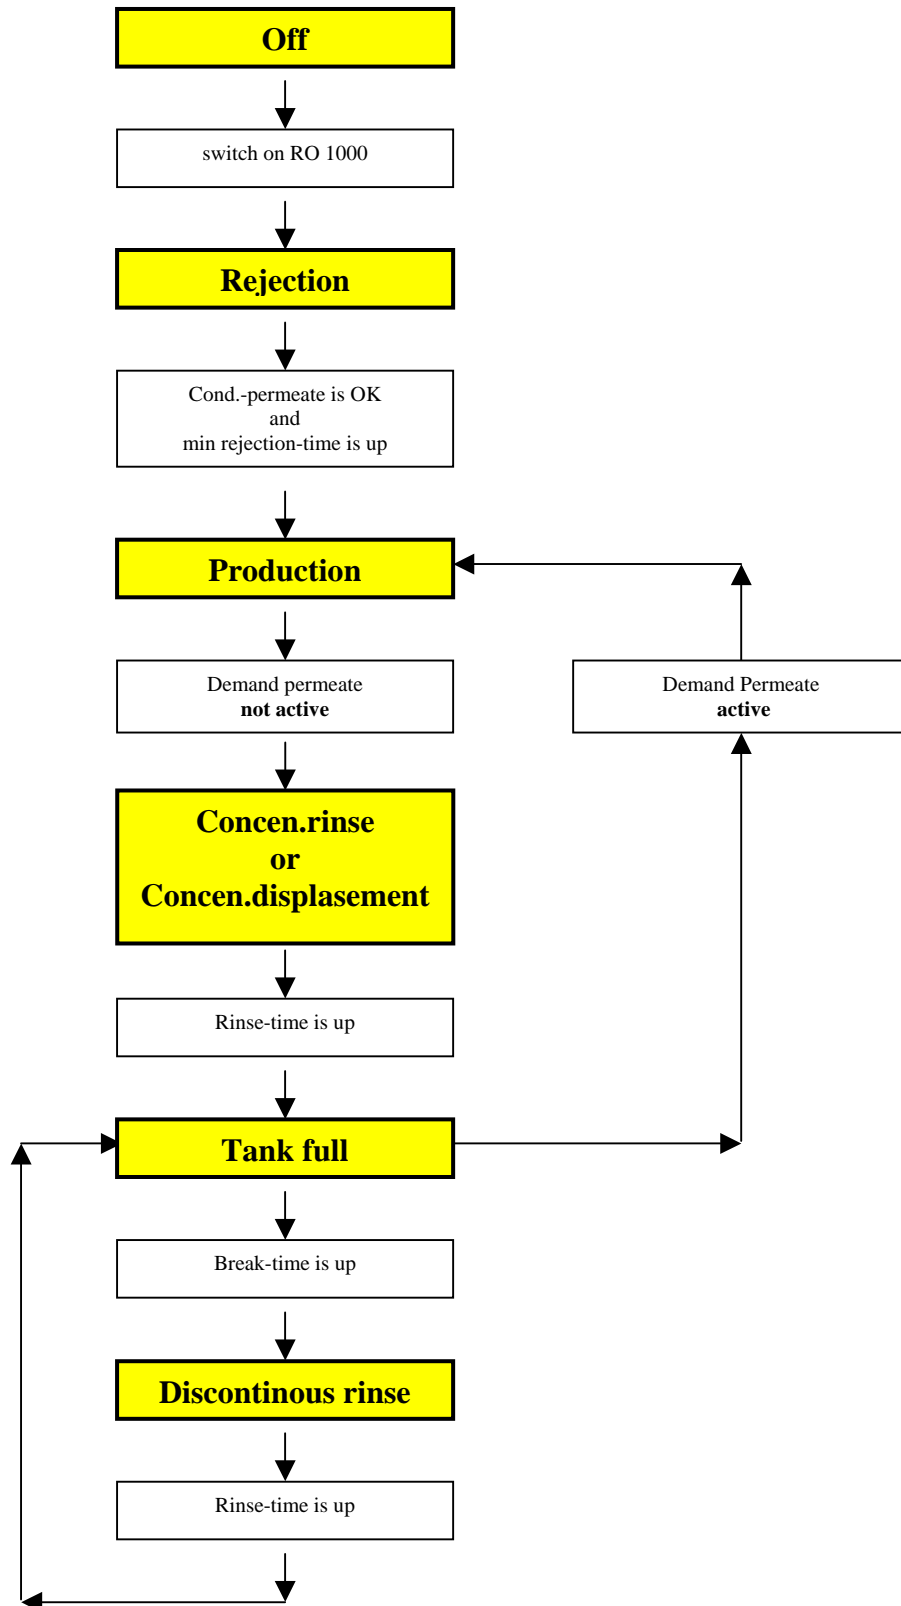 Off
switch on RO 1000
Rejection
Cond.-permeate is OK
and
min rejection-time is up
Production
Demand permeate
not active
Demand Permeate
active
Concen.rinse
or
Concen.displasement
Rinse-time is up
Tank full
Break-time is up
Discontinous rinse
Rinse-time is up